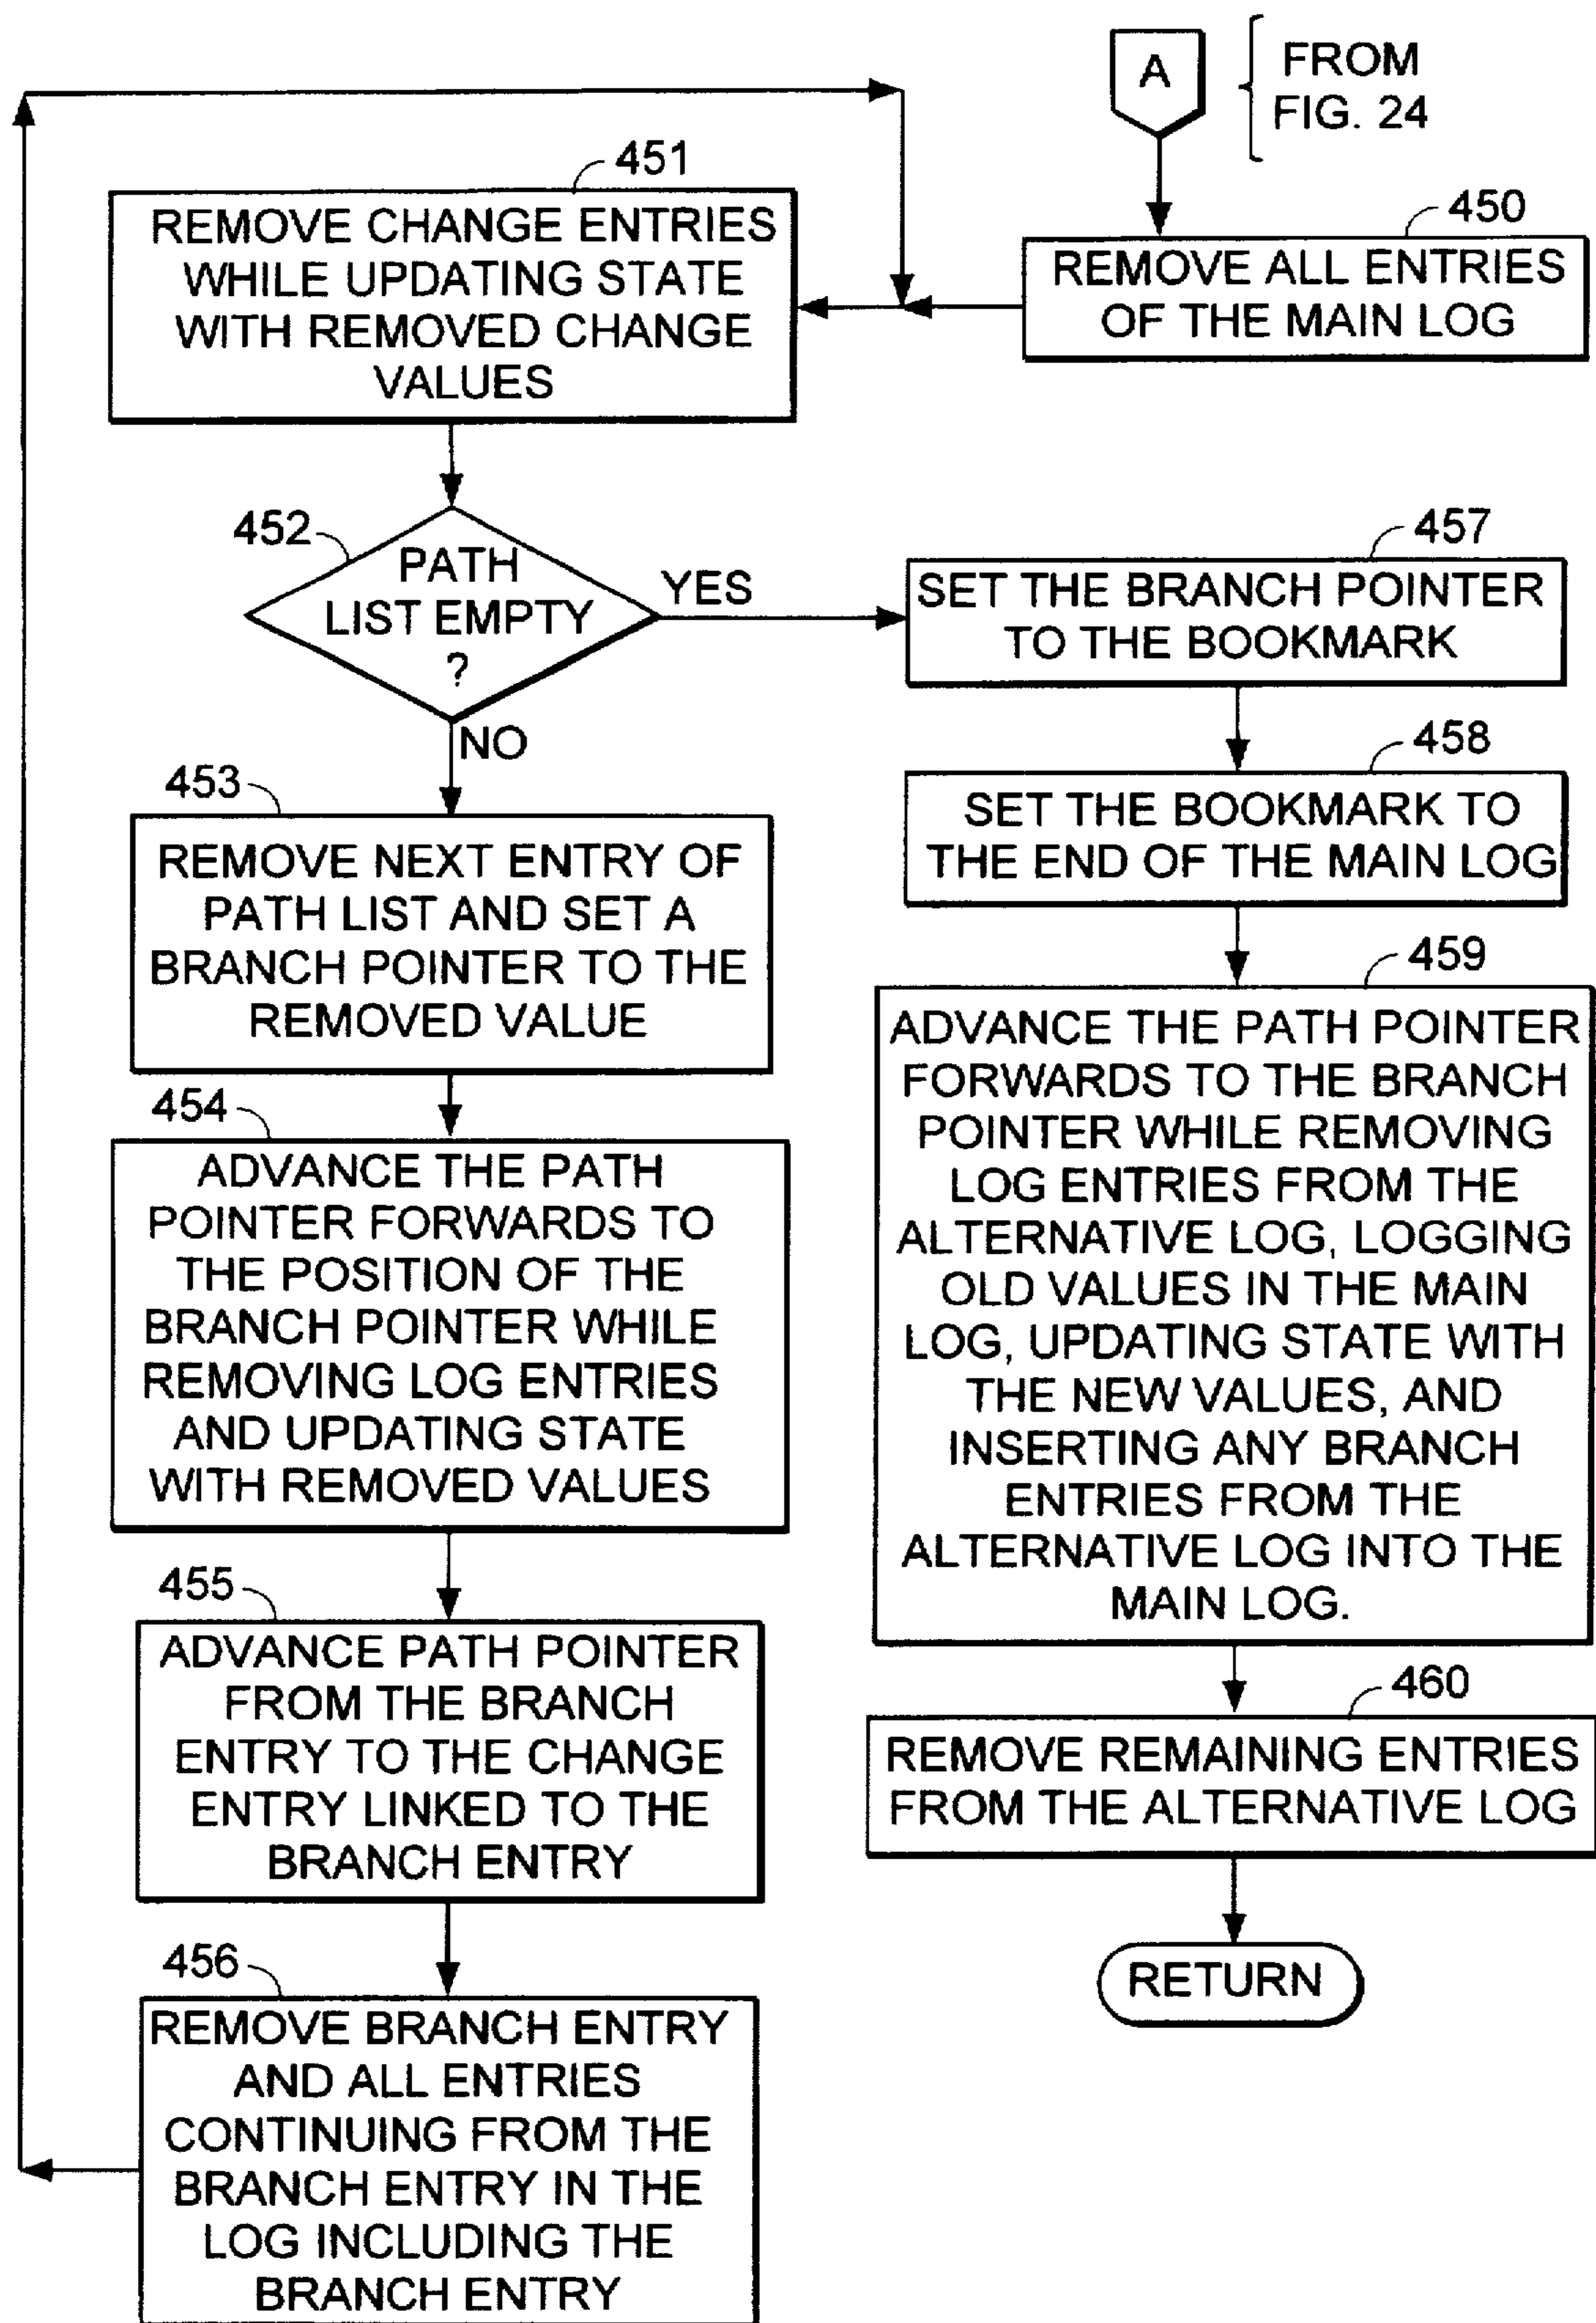 A
FROM
FIG. 24
450
REMOVE ALL ENTRIES
OF THE MAIN LOG
451
REMOVE CHANGE ENTRIES
WHILE UPDATING STATE
WITH REMOVED CHANGE
VALUES
452
PATH
LIST EMPTY
?
YES
NO
453
REMOVE NEXT ENTRY OF
PATH LIST AND SET A
BRANCH POINTER TO THE
REMOVED VALUE
454
ADVANCE THE PATH
POINTER FORWARDS TO
THE POSITION OF THE
BRANCH POINTER WHILE
REMOVING LOG ENTRIES
AND UPDATING STATE
WITH REMOVED VALUES
455
ADVANCE PATH POINTER
FROM THE BRANCH
ENTRY TO THE CHANGE
ENTRY LINKED TO THE
BRANCH ENTRY
456
REMOVE BRANCH ENTRY
AND ALL ENTRIES
CONTINUING FROM THE
BRANCH ENTRY IN THE
LOG INCLUDING THE
BRANCH ENTRY
457
SET THE BRANCH POINTER
TO THE BOOKMARK
458
SET THE BOOKMARK TO
THE END OF THE MAIN LOG
459
ADVANCE THE PATH POINTER
FORWARDS TO THE BRANCH
POINTER WHILE REMOVING
LOG ENTRIES FROM THE
ALTERNATIVE LOG, LOGGING
OLD VALUES IN THE MAIN
LOG, UPDATING STATE WITH
THE NEW VALUES, AND
INSERTING ANY BRANCH
ENTRIES FROM THE
ALTERNATIVE LOG INTO THE
MAIN LOG.
460
REMOVE REMAINING ENTRIES
FROM THE ALTERNATIVE LOG
RETURN